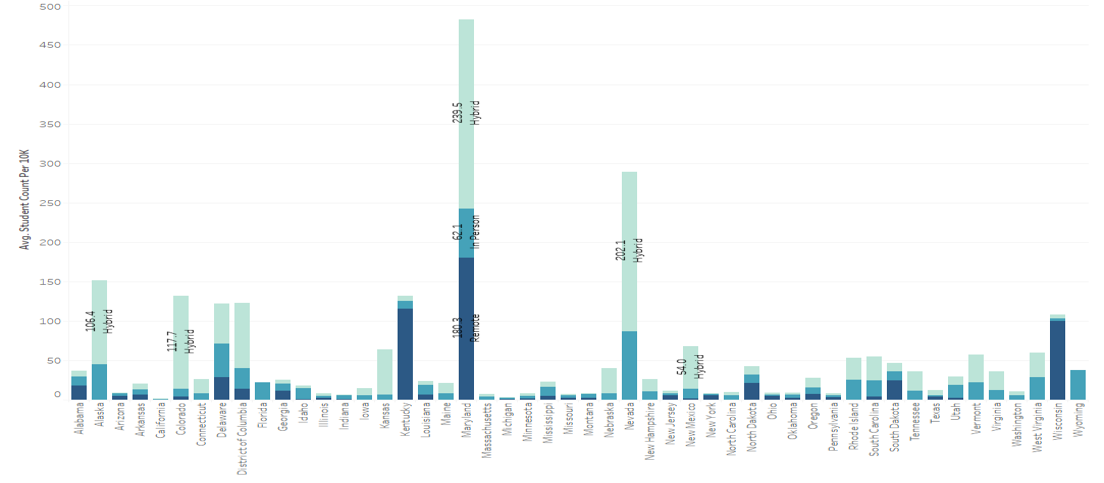 Avg. Student Count Per 10K
500
450
400
350
300
250
200
150
100
50
0
106.4
Hybrid
117.7
Hybrid
239.5
Hybrid
62.1
In Person
180.3
Remote
202.1
Hybrid
54.0
Hybrid
Alabama
Alaska
Arizona
Arkansas
California
Colorado
Connecticut
Delaware
District of Columbia
Florida
Georgia
Idaho
Illinois
Indiana
Iowa
Kansas
Kentucky
Louisiana
Maine
Maryland
Massachusetts
Michigan
Minnesota
Mississippi
Missouri
Montana
Nebraska
Nevada
New Hampshire
New Jersey
New Mexico
New York
North Carolina
North Dakota
Ohio
Oklahoma
Oregon
Pennsylvania
Rhode Island
South Carolina
South Dakota
Tennessee
Texas
Utah
Vermont
Virginia
Washington
West Virginia
Wisconsin
Wyoming